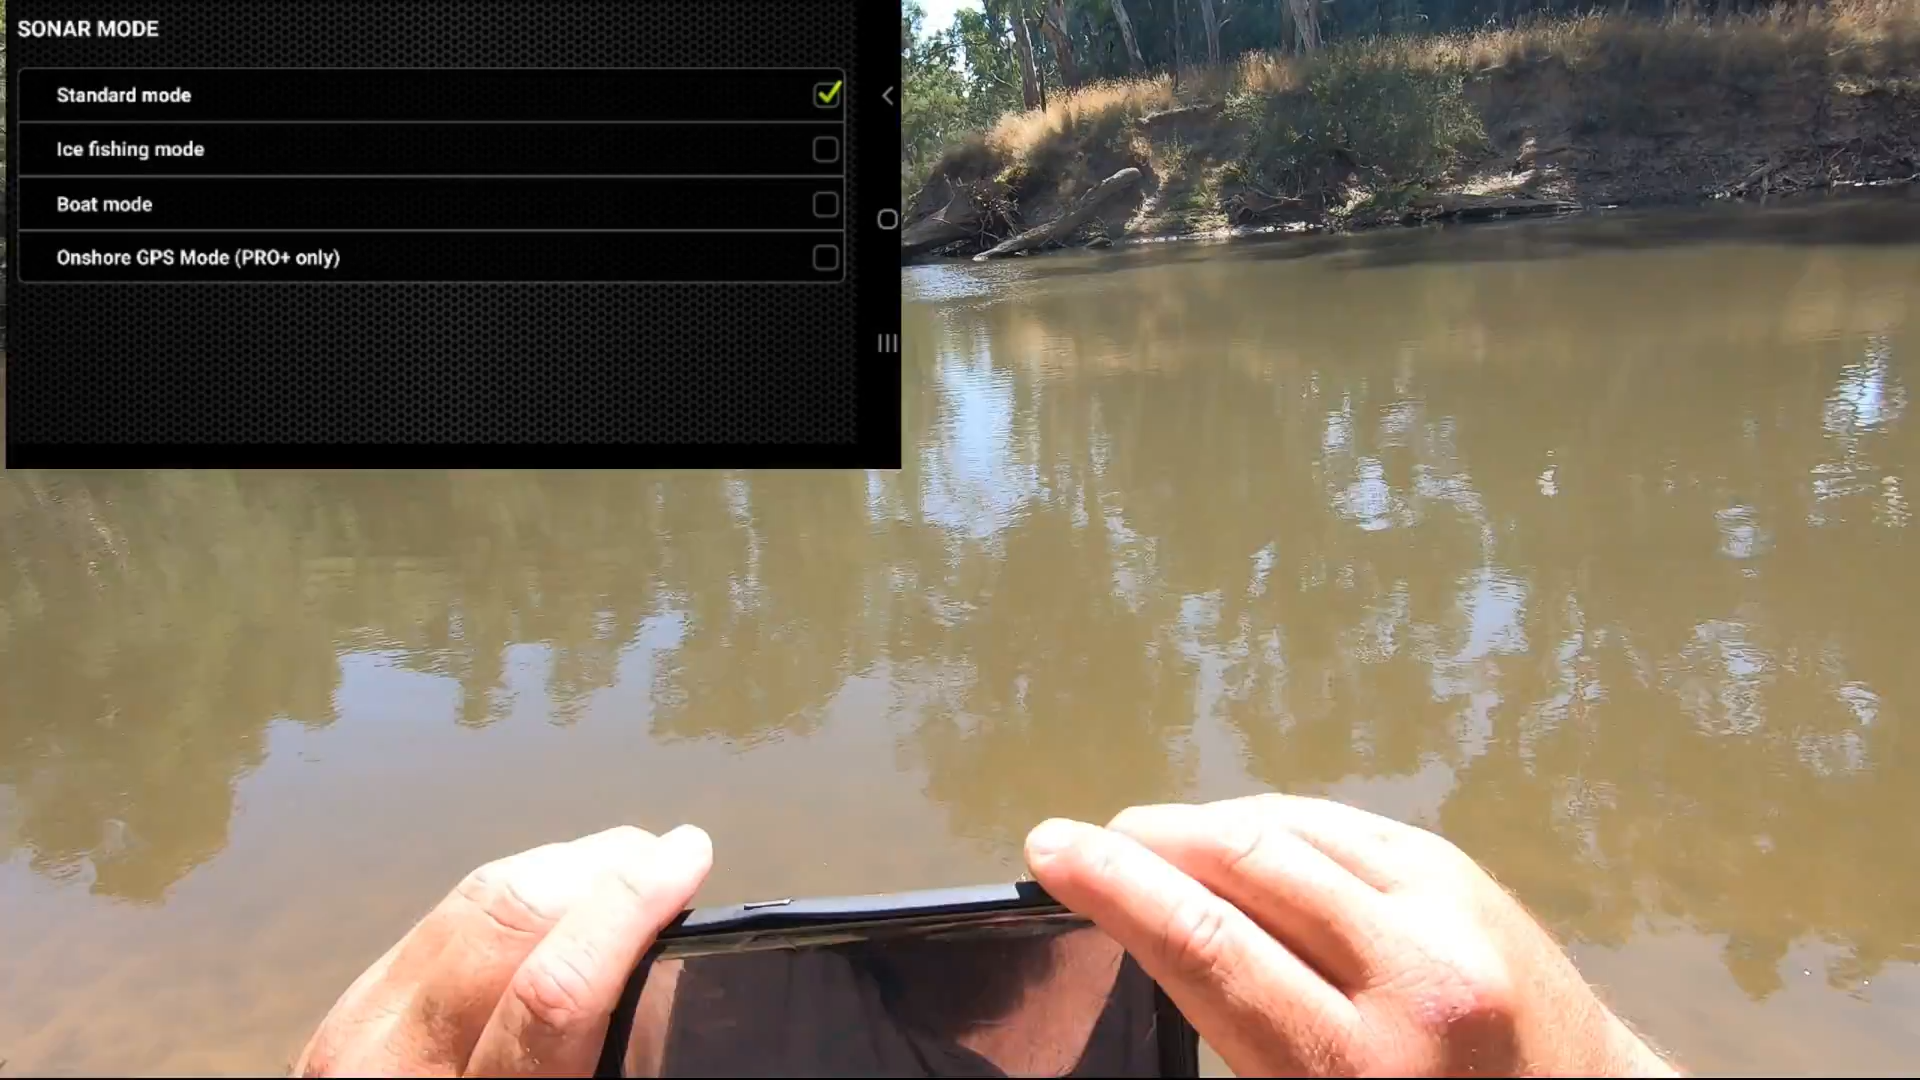 SONAR MODE
Standard mode
Ice fishing mode
Boat mode
Onshore GPS Mode (PRO+ only)